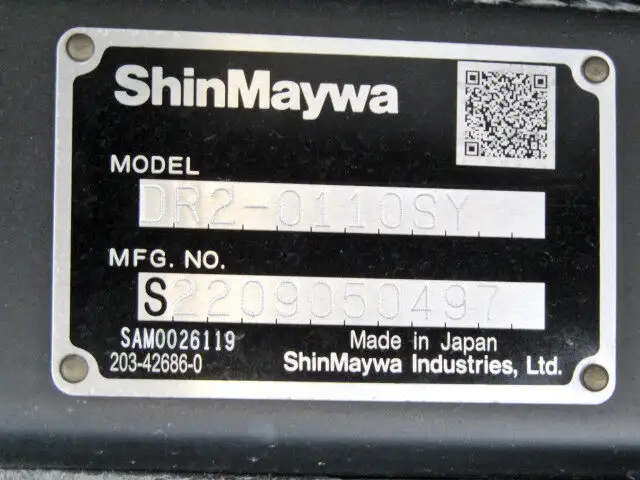 ShinMaywa
MODEL
DR2-0110SY
MFG. NO.
S2209050497
SAM0026119
203-42686-0
Made in Japan
ShinMaywa Industries, Ltd.